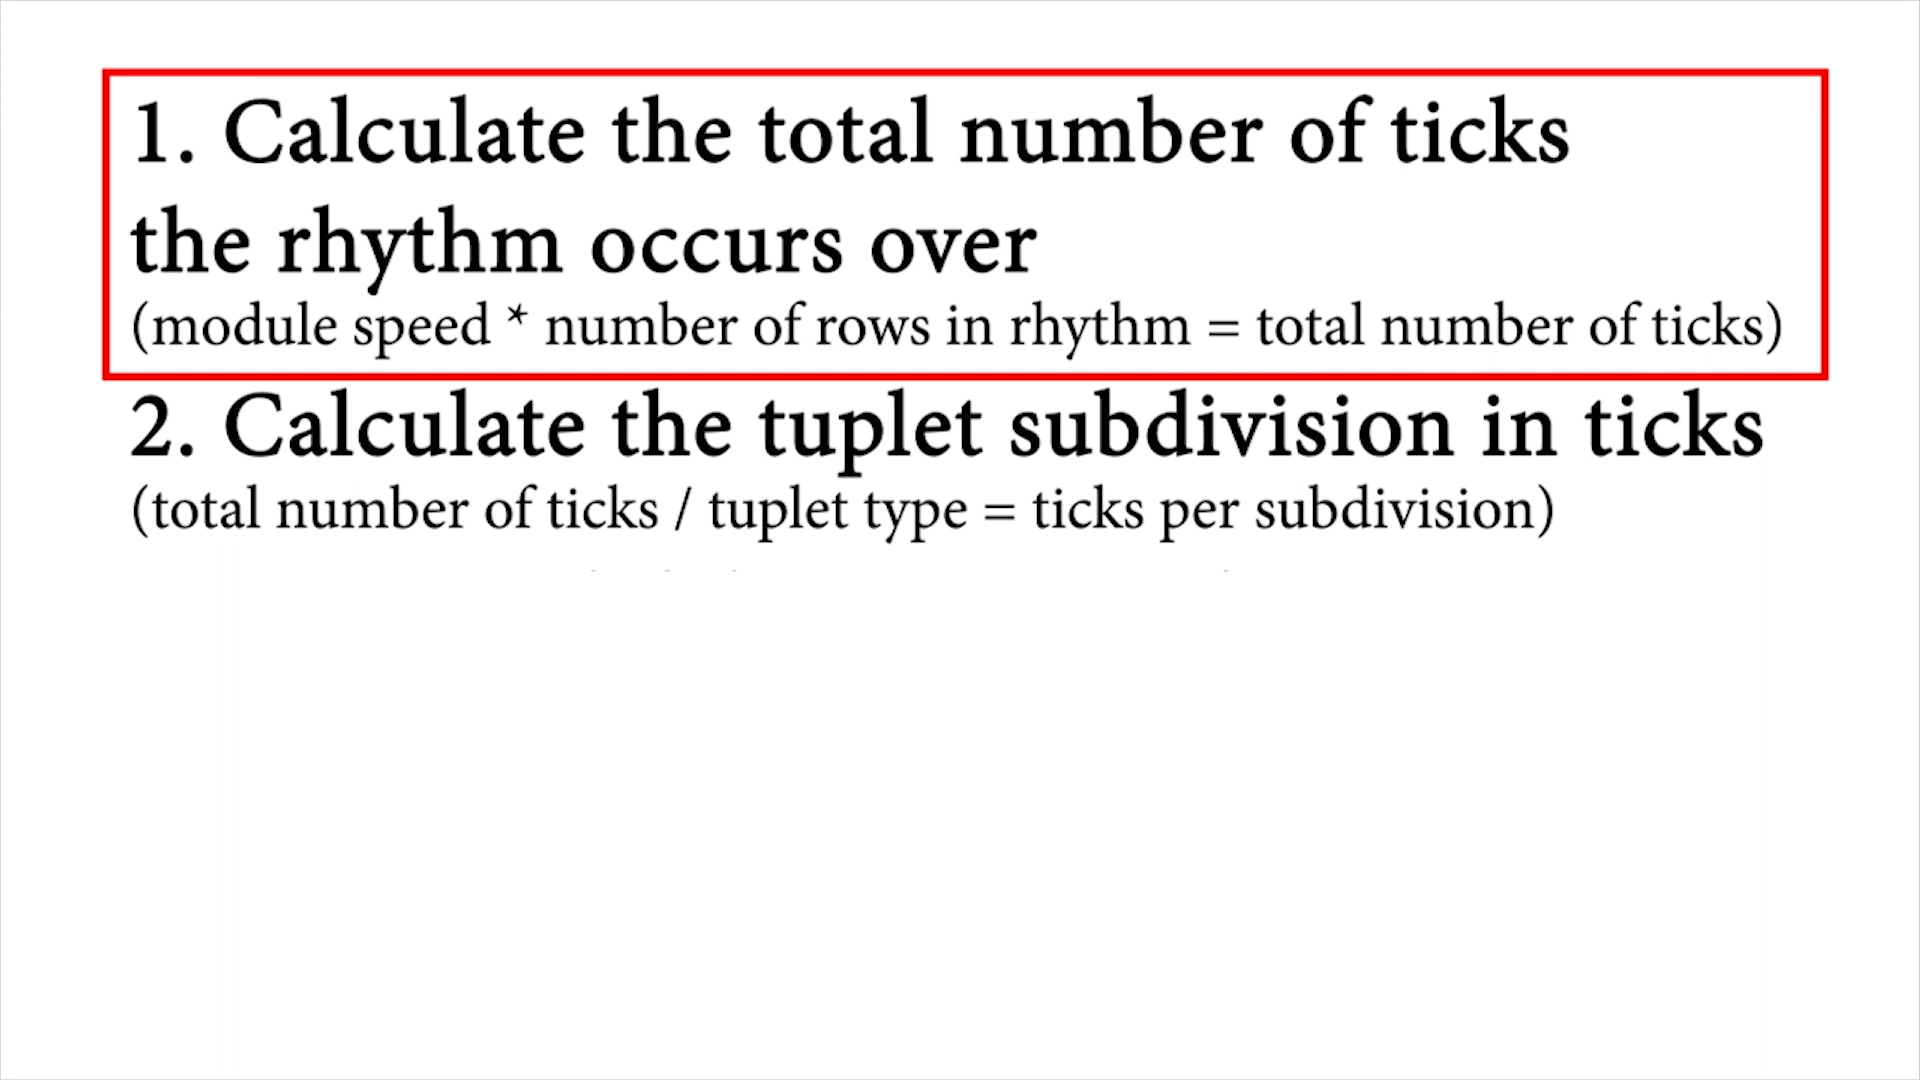 1. Calculate the total number of ticks
the rhythm occurs over
(module speed * number of rows in rhythm = total number of ticks)
2. Calculate the tuplet subdivision in ticks
(total number of ticks / tuplet type = ticks per subdivision)